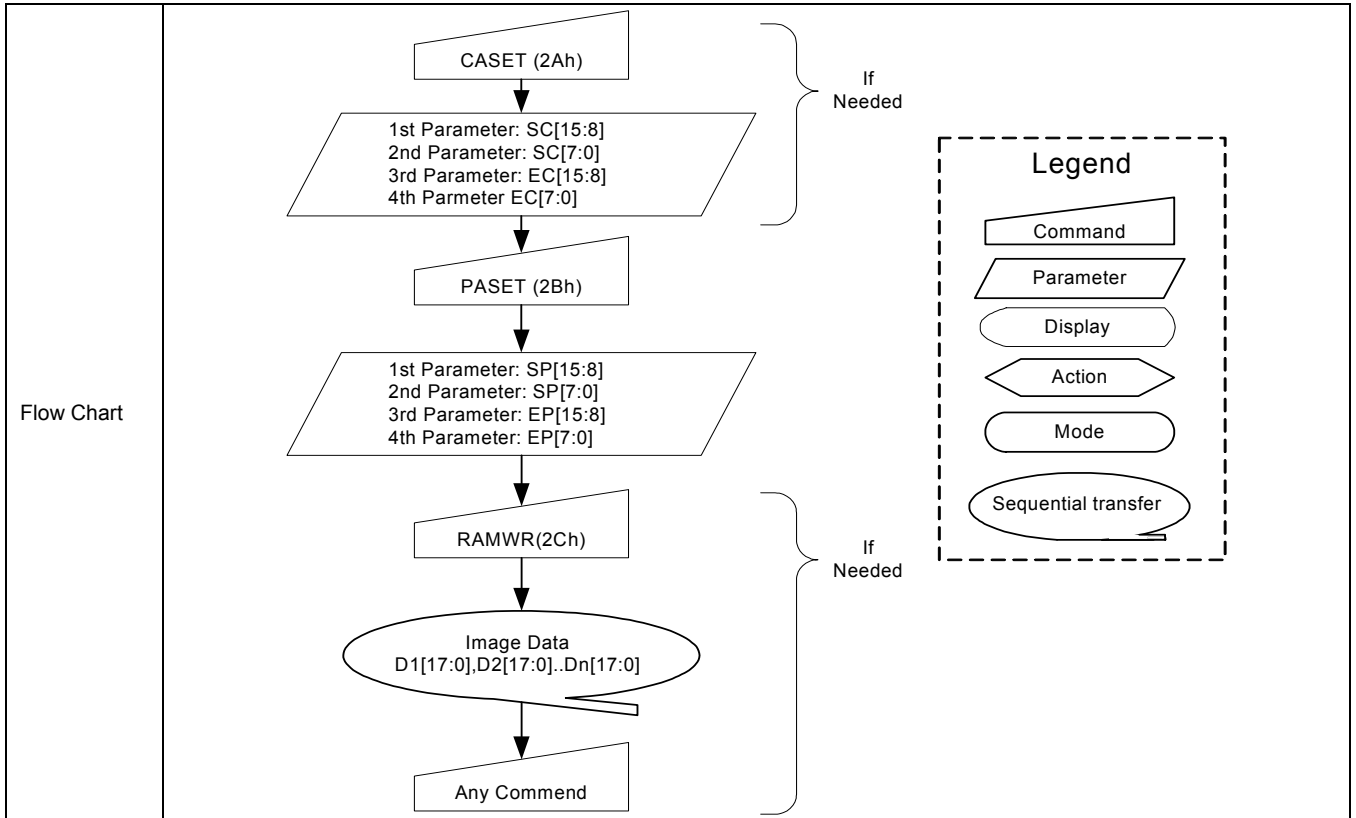 Flow Chart
CASET (2Ah)
1st Parameter: SC[15:8]
2nd Parameter: SC[7:0]
3rd Parameter: EC[15:8]
4th Parmeter EC[7:0]
If
Needed
PASET (2Bh)
1st Parameter: SP[15:8]
2nd Parameter: SP[7:0]
3rd Parameter: EP[15:8]
4th Parameter: EP[7:0]
RAMWR(2Ch)
Image Data
D1[17:0],D2[17:0]..Dn[17:0]
Any Commend
If
Needed
Legend
Command
Parameter
Display
Action
Mode
Sequential transfer